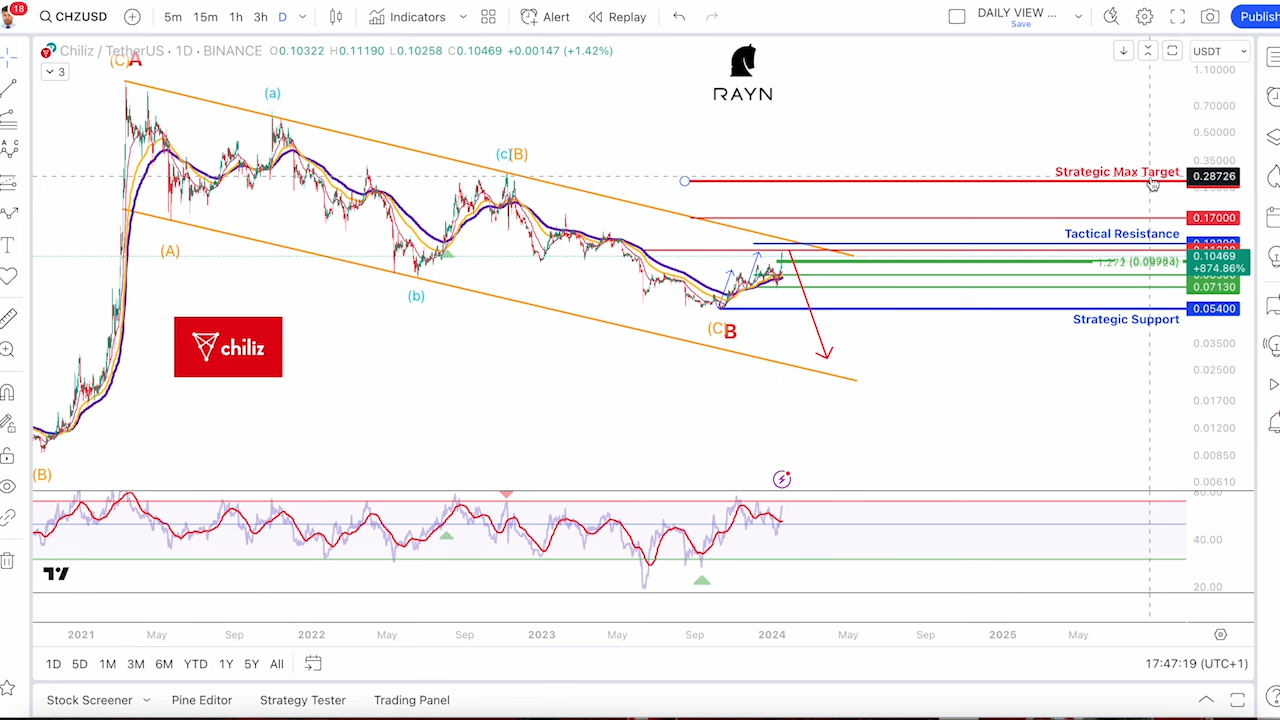 18
CHZUSD
5m 15m 1h 3h D
Indicators
Alert
Replay
DAILY VIEW ...
Save
Publish
Chiliz / TetherUS · 1D · BINANCE O0.10322 H0.11190 L0.10258 C0.10469 +0.00147 (+1.42%)
3
USDT
RAYN
(C)A
(a)
(c)(B)
(A)
(b)
(C)B
(B)
chiliz
Strategic Max Target
Tactical Resistance
Strategic Support
1.10000
0.70000
0.50000
0.35000
0.28726
0.17000
0.10469
+874.86%
0.07130
0.05400
0.03500
0.02500
0.01700
0.01200
0.00850
0.00610
80.00
40.00
20.00
2021 May Sep 2022 May Sep 2023 May Sep 2024 May Sep 2025 May
1D 5D 1M 3M 6M YTD 1Y 5Y All
17:47:19 (UTC+1)
Stock Screener Pine Editor Strategy Tester Trading Panel